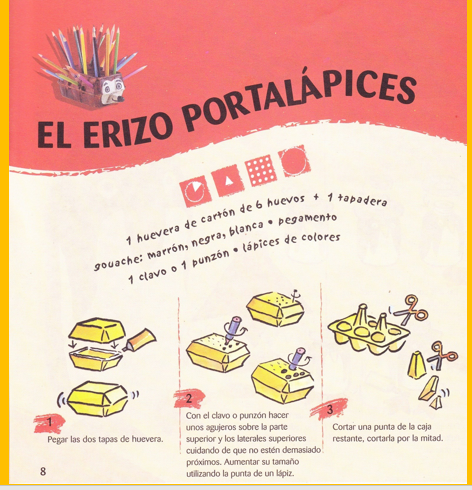 EL ERIZO PORTALÁPICES
1 huevera de cartón de 6 huevos + 1 tapadera
gouache: marrón, negra, blanca • pegamento
1 clavo o 1 punzón • lápices de colores
1
Pegar las dos tapas de huevera.
2
Con el clavo o punzón hacer
unos agujeros sobre la parte
superior y los laterales superiores
cuidando de que no estén demasiado
próximos. Aumentar su tamaño
utilizando la punta de un lápiz.
3
Cortar una punta de la caja
restante, cortarla por la mitad.
8